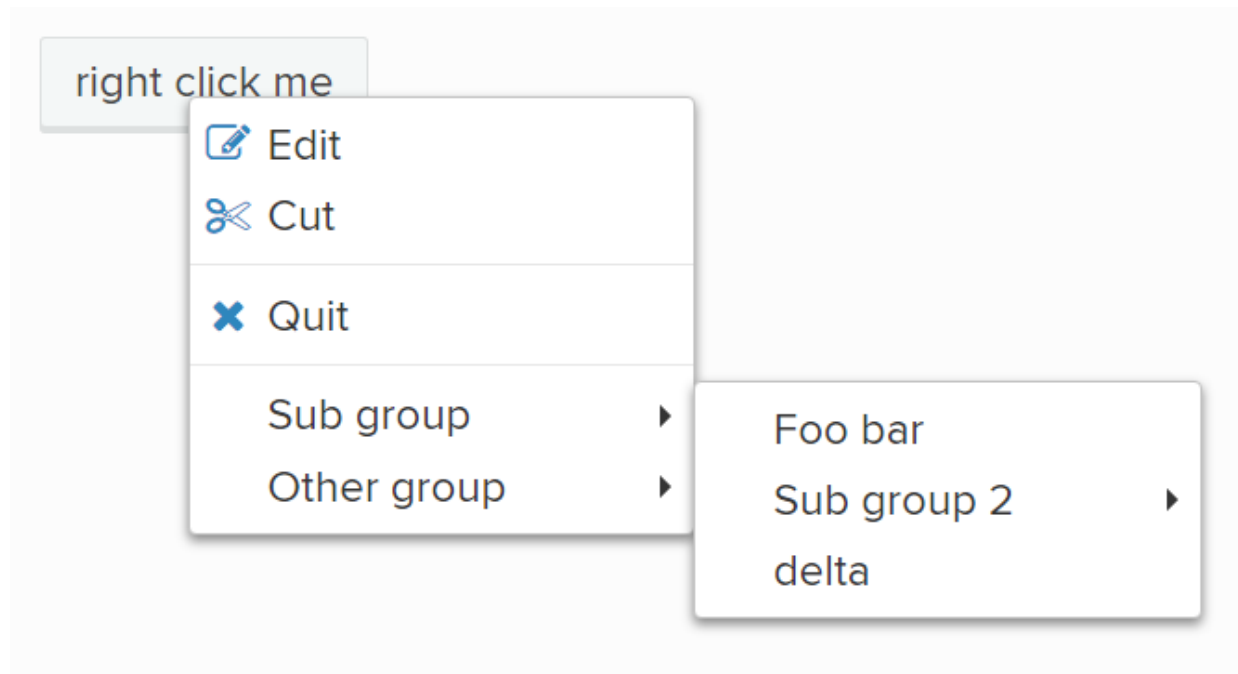 right click me
Edit
Cut
Quit
Sub group
Other group
Foo bar
Sub group 2
delta